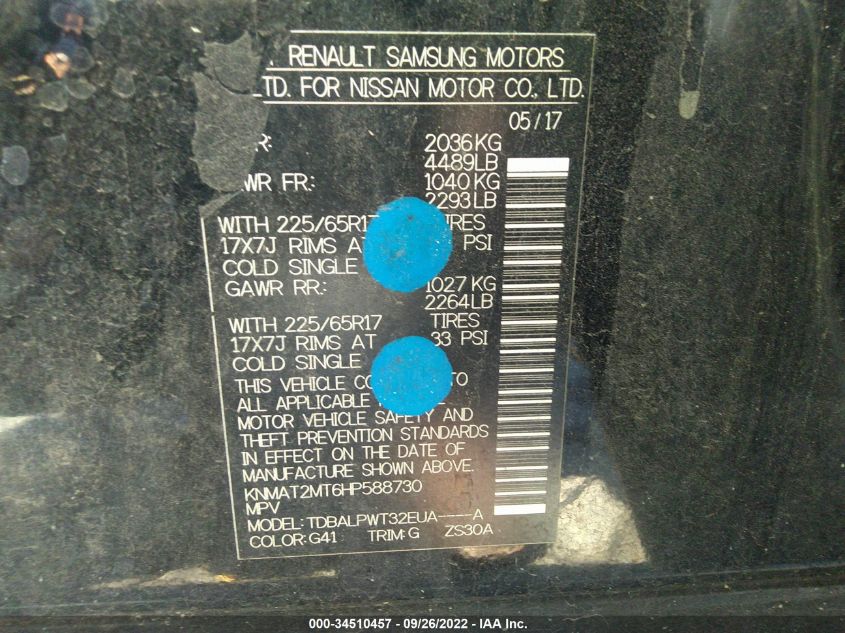 RENAULT SAMSUNG MOTORS
LTD. FOR NISSAN MOTOR CO., LTD.
05/17
2036KG
4489LB
FR: 1040KG
2293LB
WITH 225/65R17 TIRES
17X7J RIMS AT PSI
COLD SINGLE
GAWR RR: 1027KG
2264LB
WITH 225/65R17 TIRES
17X7J RIMS AT 33 PSI
COLD SINGLE
THIS VEHICLE TO
ALL APPLICABLE
MOTOR VEHICLE SAFETY AND
THEFT PREVENTION STANDARDS
IN EFFECT ON THE DATE OF
MANUFACTURE SHOWN ABOVE.
KNMAT2MT6HP588730
MPV
MODEL: TDBALPWT32EUA----A
COLOR: G41 TRIM: G ZS30A
000-34510457 - 09/26/2022 - IAA Inc.